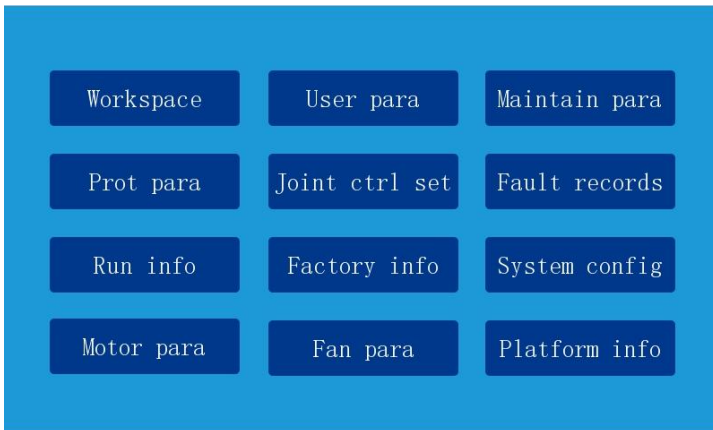 Workspace
User para
Maintain para
Prot para
Joint ctrl set
Fault records
Run info
Factory info
System config
Motor para
Fan para
Platform info